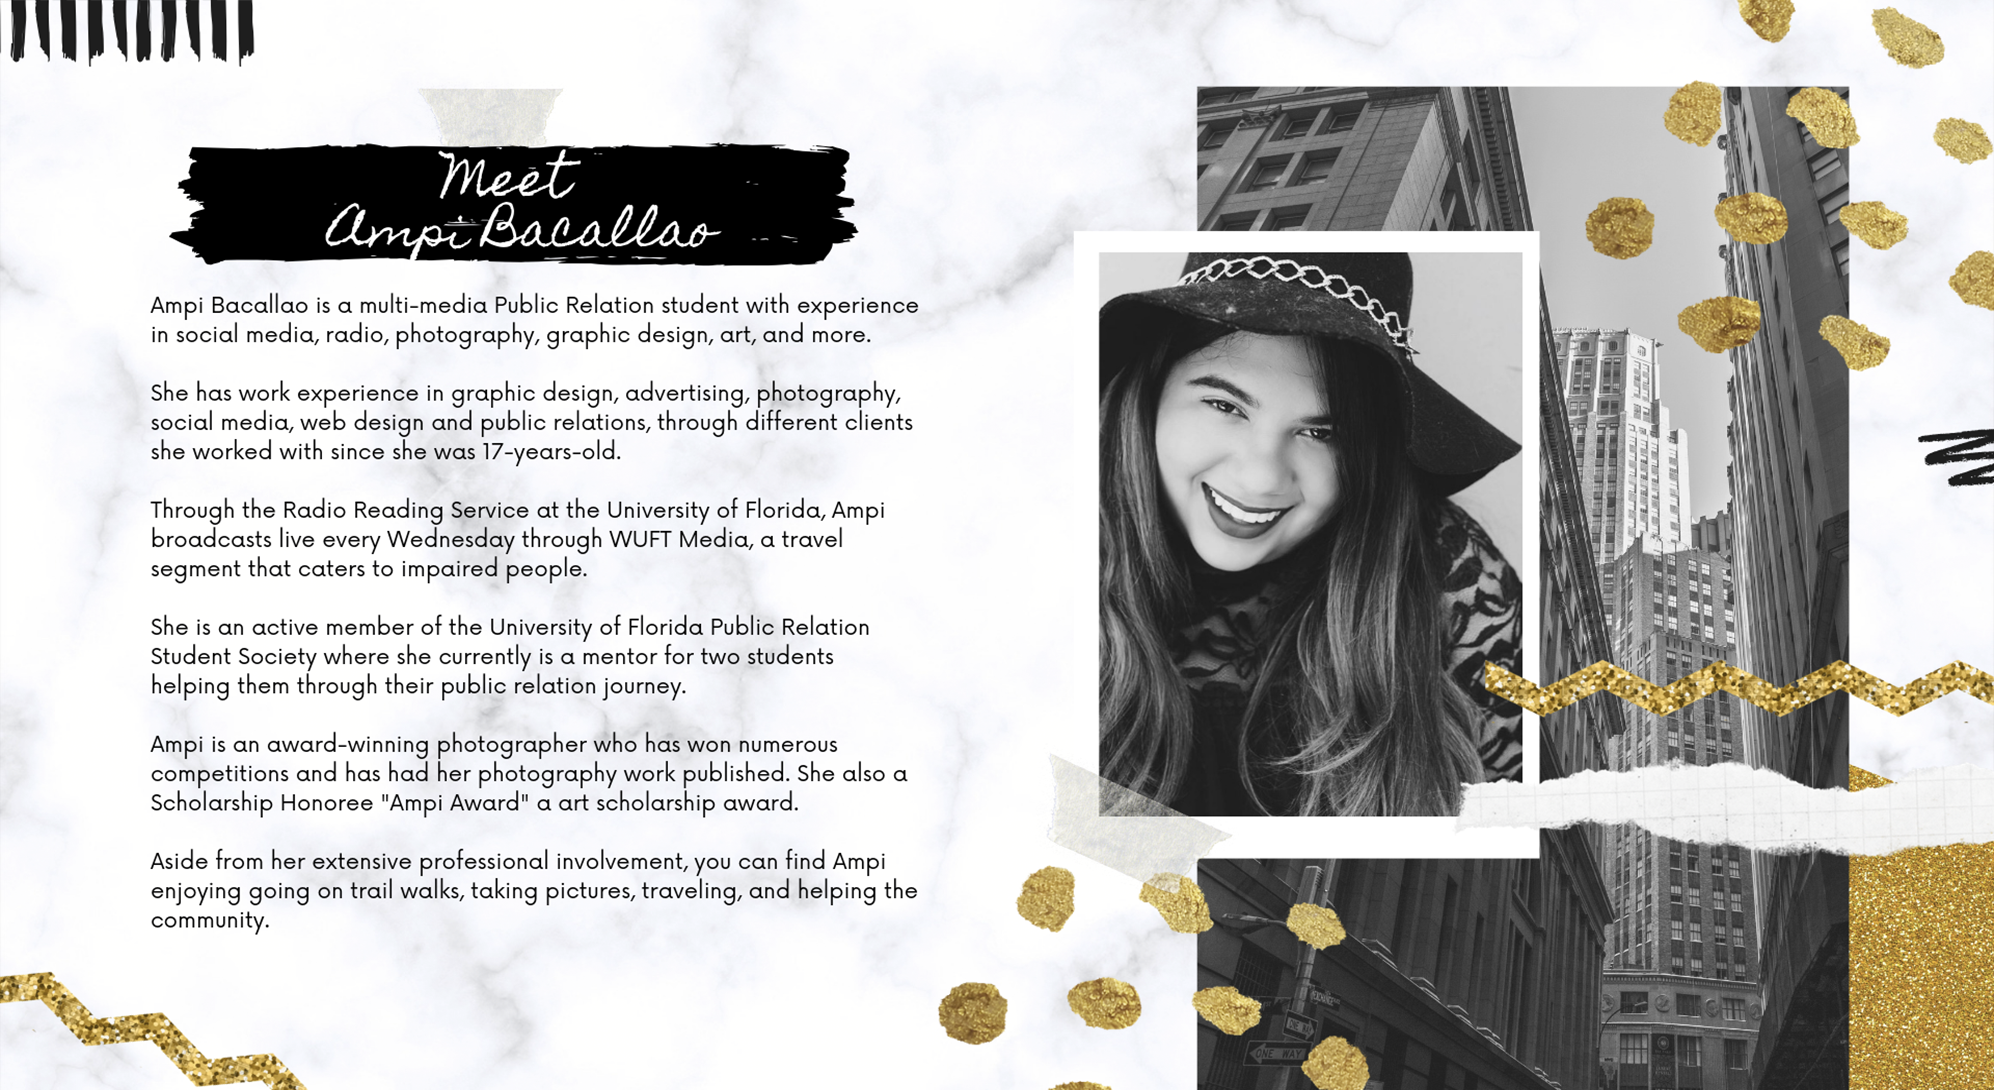 Meet
Ampi Bacallao
Ampi Bacallao is a multi-media Public Relation student with experience
in social media, radio, photography, graphic design, art, and more.
She has work experience in graphic design, advertising, photography,
social media, web design and public relations, through different clients
she worked with since she was 17-years-old.
Through the Radio Reading Service at the University of Florida, Ampi
broadcasts live every Wednesday through WUFT Media, a travel
segment that caters to impaired people.
She is an active member of the University of Florida Public Relation
Student Society where she currently is a mentor for two students
helping them through their public relation journey.
Ampi is an award-winning photographer who has won numerous
competitions and has had her photography work published. She also a
Scholarship Honoree "Ampi Award" a art scholarship award.
Aside from her extensive professional involvement, you can find Ampi
enjoying going on trail walks, taking pictures, traveling, and helping the
community.
ONE WAY